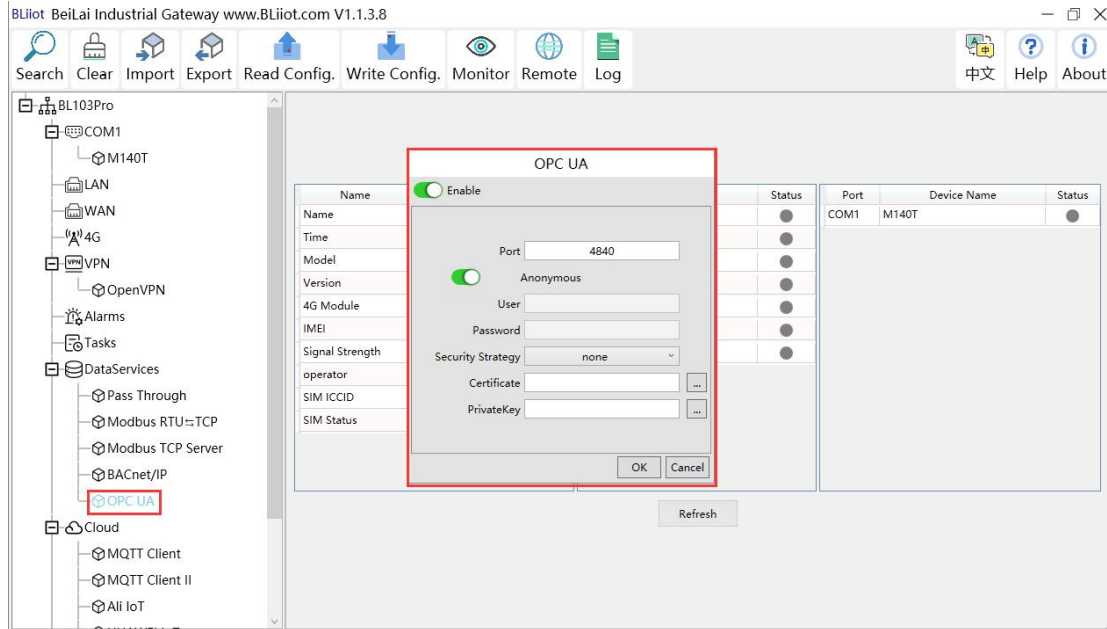 BLiiot BeiLai Industrial Gateway www.BLiiot.com V1.1.3.8
Search Clear Import Export Read Config. Write Config. Monitor Remote Log 中文 Help About
BL103Pro
COM1
M140T
LAN
WAN
4G
VPN
OpenVPN
Alarms
Tasks
DataServices
Pass Through
Modbus RTU⇆TCP
Modbus TCP Server
BACnet/IP
OPC UA
Cloud
MQTT Client
MQTT Client II
Ali IoT
Name
Name
Time
Model
Version
4G Module
IMEI
Signal Strength
operator
SIM ICCID
SIM Status
OPC UA
Enable
Port 4840
Anonymous
User
Password
Security Strategy none
Certificate ...
PrivateKey ...
OK Cancel
Status
Port Device Name Status
COM1 M140T
Refresh